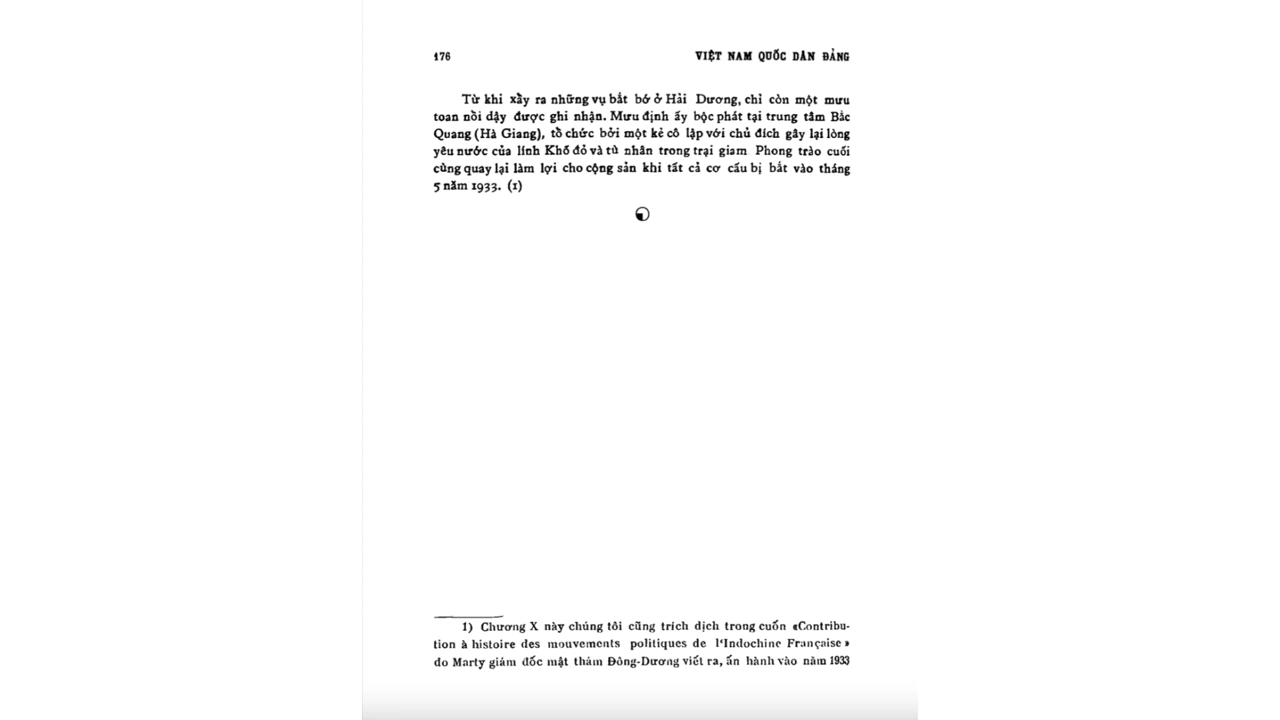 176 VIỆT NAM QUỐC DÂN ĐẢNG
Từ khi xẩy ra những vụ bắt bớ ở Hải Dương, chỉ còn một mưu
toan nổi dậy được ghi nhận. Mưu định ấy bộc phát tại trung tâm Bắc
Quang (Hà Giang), tổ chức bởi một kẻ cô lập với chủ đích gây lại lòng
yêu nước của lính Khố đỏ và tù nhân trong trại giam Phong trào cuối
cùng quay lại làm lợi cho cộng sản khi tất cả cơ cấu bị bắt vào tháng
5 năm 1933. (1)
1) Chương X này chúng tôi cũng trích dịch trong cuốn «Contribu-
tion à histoire des mouvements politiques de l'Indochine Française»
do Marty giám đốc mật thám Đông-Dương viết ra, ấn hành vào năm 1933